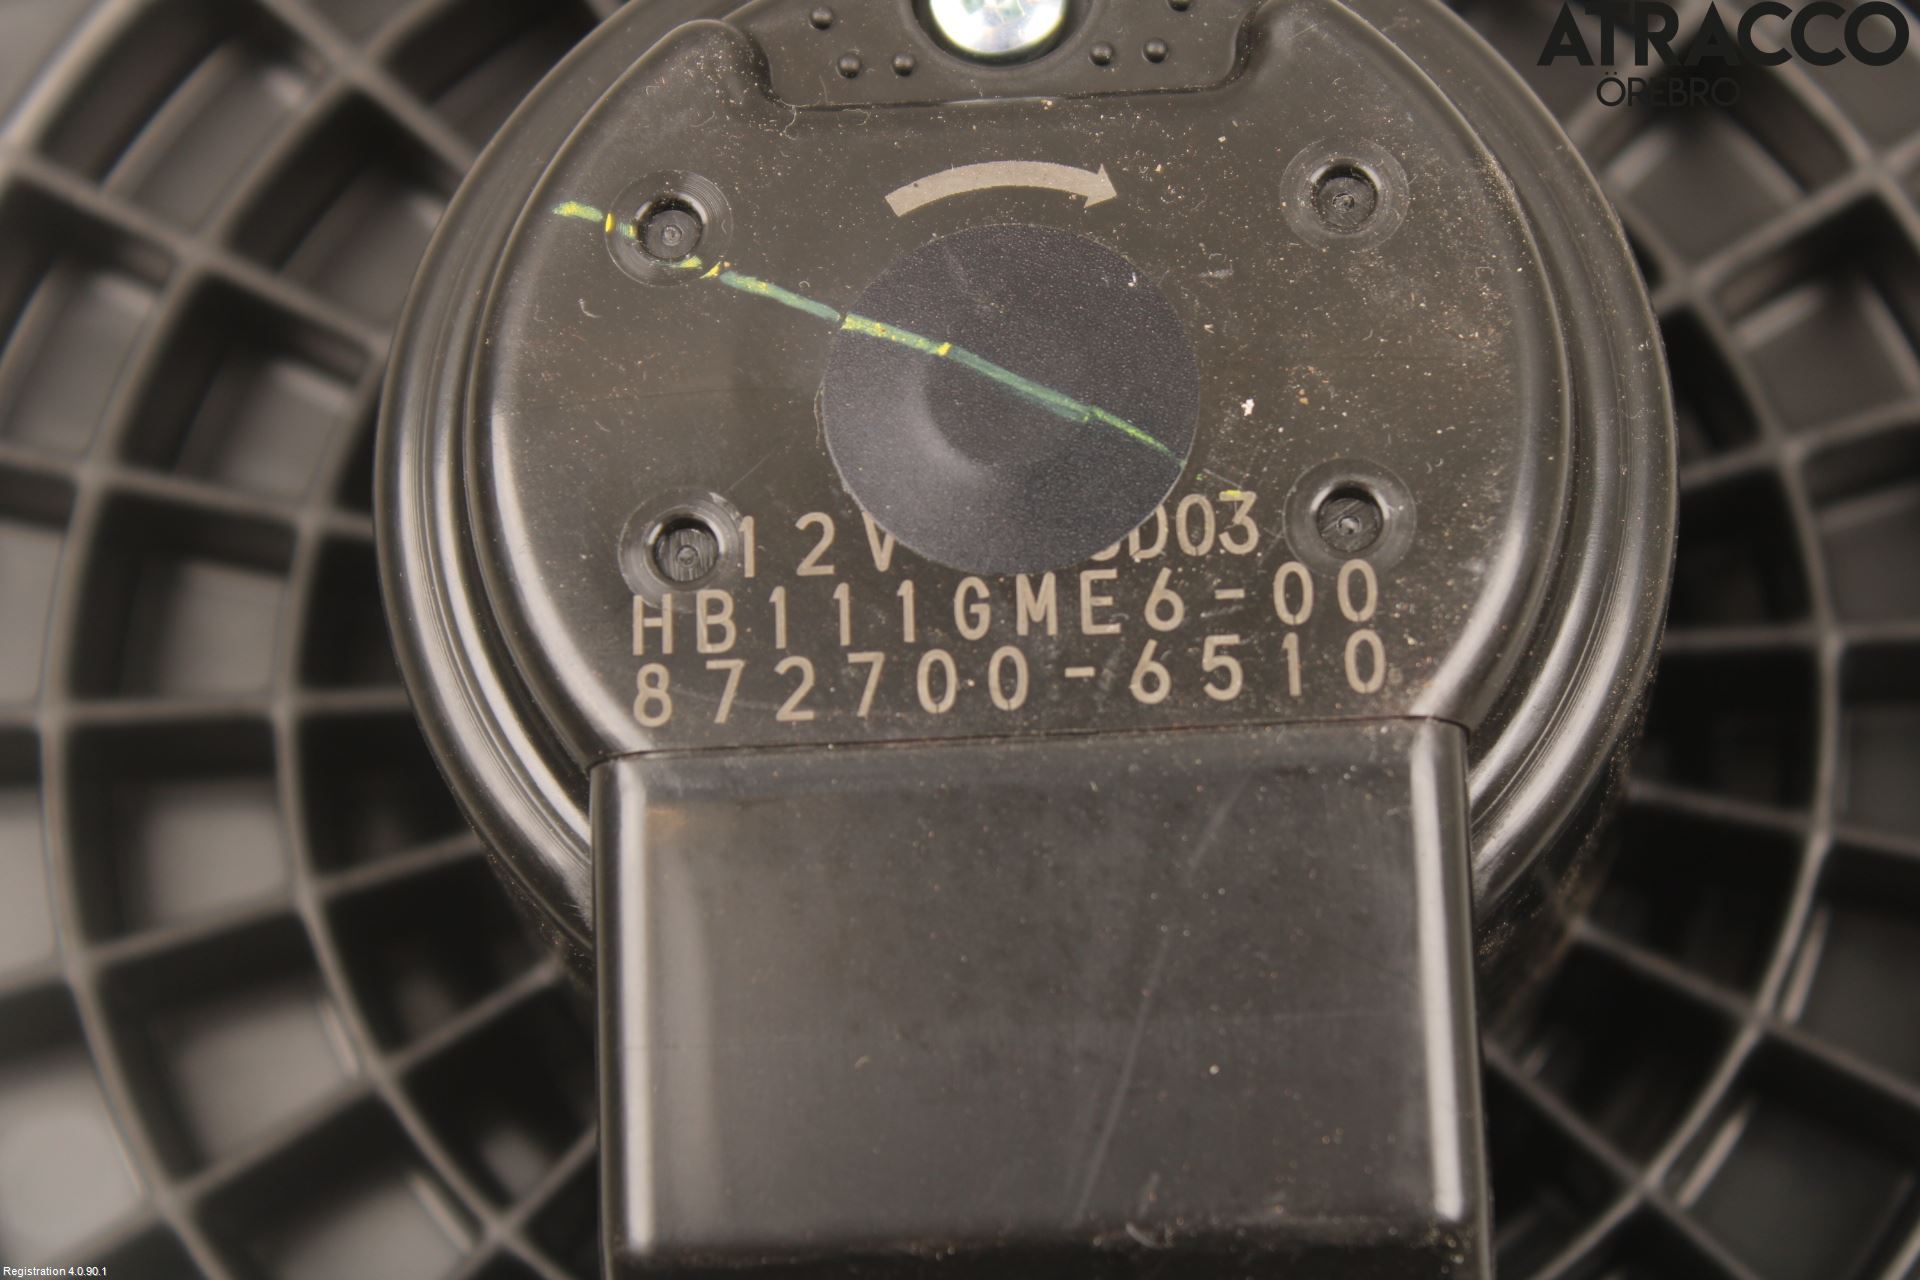 ATRACCO
ÖREBRO
12V D03
HB111GME6-00
872700-6510
Registration 4.0.90.1